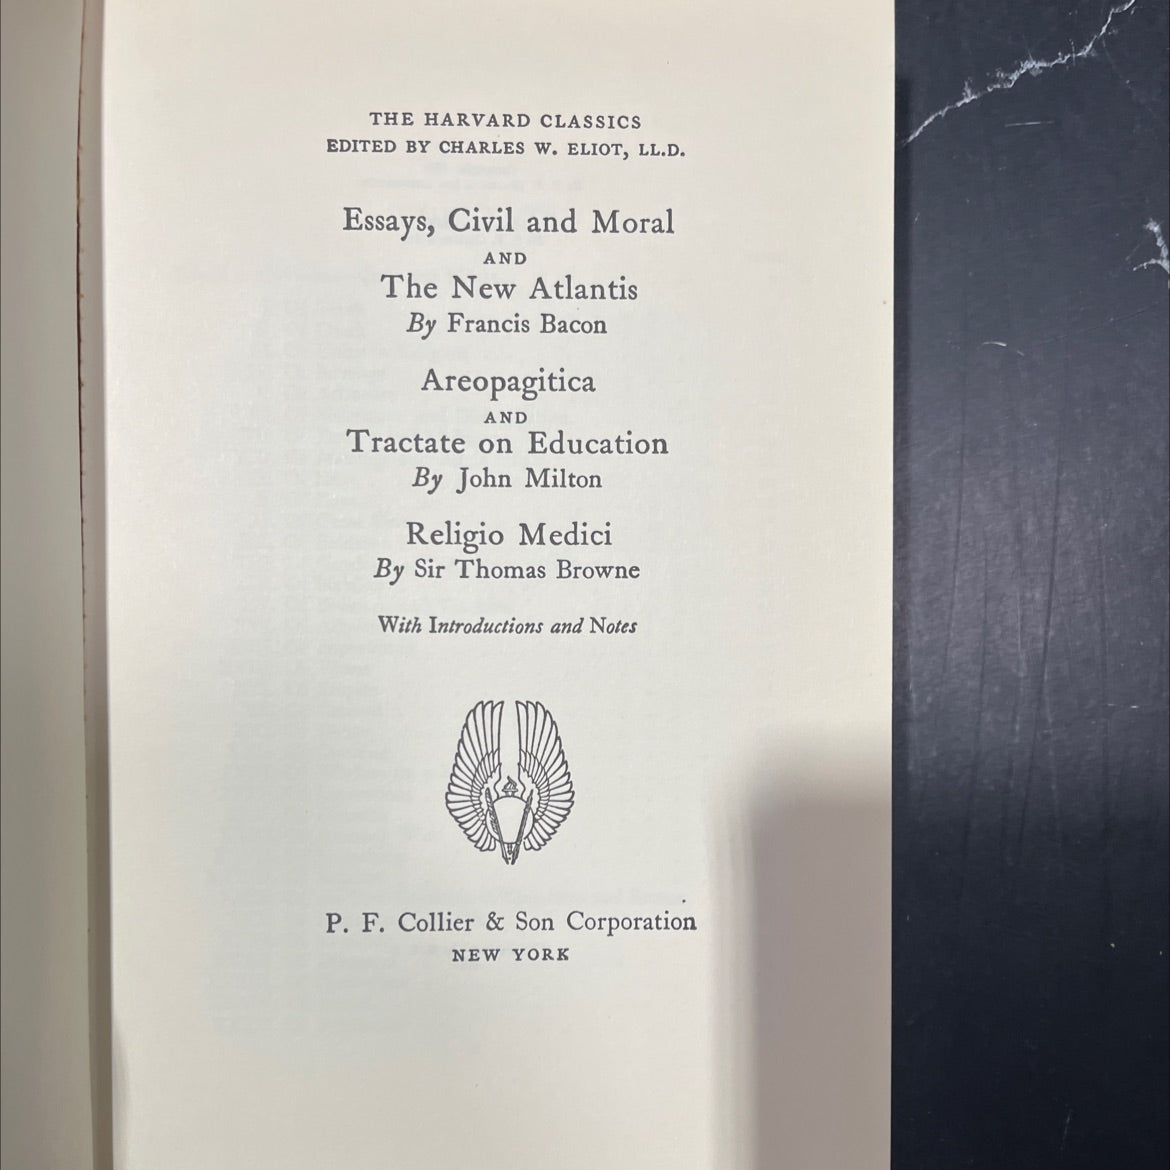 THE HARVARD CLASSICS
EDITED BY CHARLES W. ELIOT, LL.D.
Essays, Civil and Moral
AND
The New Atlantis
By Francis Bacon
Areopagitica
AND
Tractate on Education
By John Milton
Religio Medici
By Sir Thomas Browne
With Introductions and Notes
P. F. Collier & Son Corporation
NEW YORK